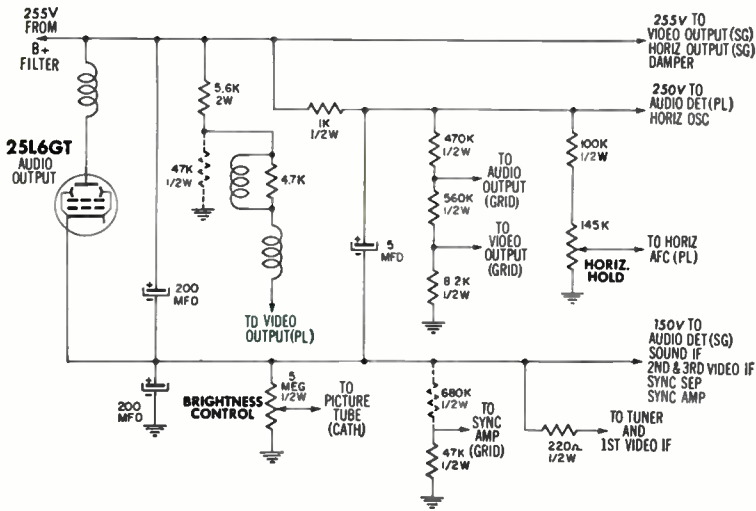 255V
FROM
B+
FILTER
255V TO
VIDEO OUTPUT(SG)
HORIZ OUTPUT(SG)
DAMPER
5.6K
2W
1K
1/2W
250V TO
AUDIO DET(PL)
HORIZ OSC
25L6GT
AUDIO
OUTPUT
47K
1/2W
4.7K
470K
1/2W
TO
AUDIO
OUTPUT
(GRID)
100K
1/2W
560K
1/2W
TO
VIDEO
OUTPUT
(GRID)
145K
HORIZ.
HOLD
TO HORIZ
AFC (PL)
+
-
200
MFD
+
-
5
MFD
8.2K
1/2W
TO VIDEO
OUTPUT(PL)
150V TO
AUDIO DET(SG)
SOUND IF
2ND & 3RD VIDEO IF
SYNC SEP
SYNC AMP
+
-
200
MFD
BRIGHTNESS
CONTROL
5
MEG
1/2W
TO
PICTURE
TUBE
(CATH)
680K
1/2W
TO
SYNC
AMP
(GRID)
47K
1/2W
220Ω
1/2W
TO TUNER
AND
1ST VIDEO IF